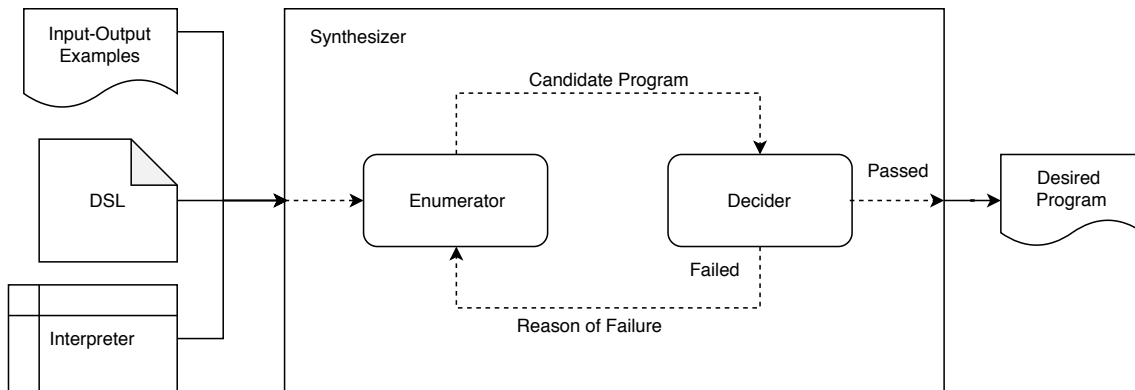 Input-Output
Examples
DSL
Interpreter
Synthesizer
Candidate Program
Enumerator
Decider
Passed
Failed
Reason of Failure
Desired
Program